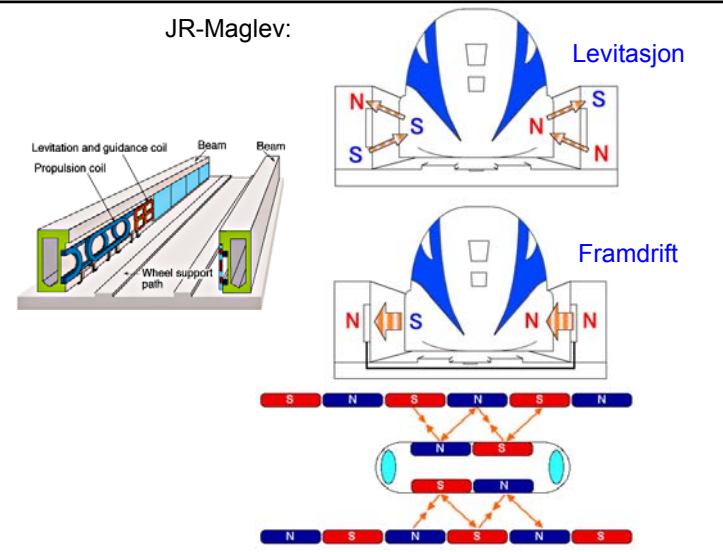 JR-Maglev:
Levitasjon
N
S
S
S
N
N
Levitation and guidance coil
Beam
Beam
Propulsion coil
Wheel support
path
Framdrift
N
S
N
N
S N S N S N
N S
S N
N S N S N S